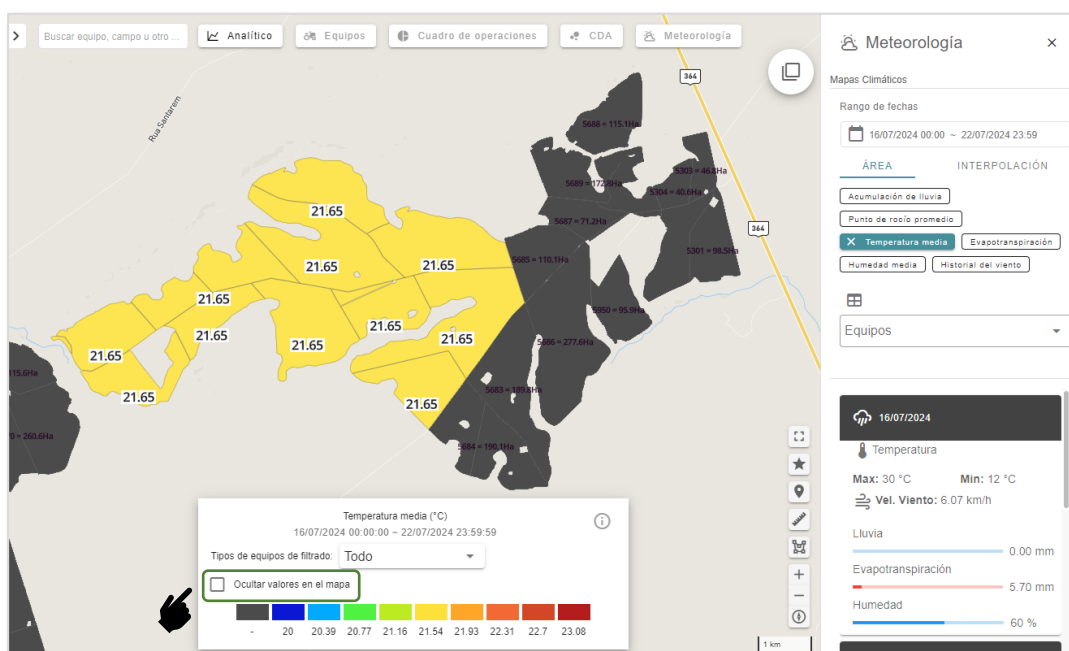 Buscar equipo, campo u otro ...
Analítico
Equipos
Cuadro de operaciones
CDA
Meteorología
Rua Santarem
364
5688 = 115.1Ha
5689 = 172.8Ha
5303 = 46.8Ha
5304 = 40.6Ha
5687 = 71.2Ha
364
5301 = 98.5Ha
5685 = 110.1Ha
5950 = 95.9Ha
5686 = 277.6Ha
5683 = 189.8Ha
5684 = 190.1Ha
115.6Ha
0 = 260.6Ha
21.65
21.65
21.65
21.65
21.65
21.65
21.65
21.65
21.65
21.65
21.65
Temperatura media (°C)
16/07/2024 00:00:00 ~ 22/07/2024 23:59:59
Tipos de equipos de filtrado: Todo
Ocultar valores en el mapa
- 20 20.39 20.77 21.16 21.54 21.93 22.31 22.7 23.08
1 km
Meteorología
Mapas Climáticos
Rango de fechas
16/07/2024 00:00 ~ 22/07/2024 23:59
ÁREA INTERPOLACIÓN
Acumulación de lluvia
Punto de rocío promedio
Temperatura media Evapotranspiración
Humedad media Historial del viento
Equipos
16/07/2024
Temperatura
Max: 30 °C Min: 12 °C
Vel. Viento: 6.07 km/h
Lluvia
0.00 mm
Evapotranspiración
5.70 mm
Humedad
60 %